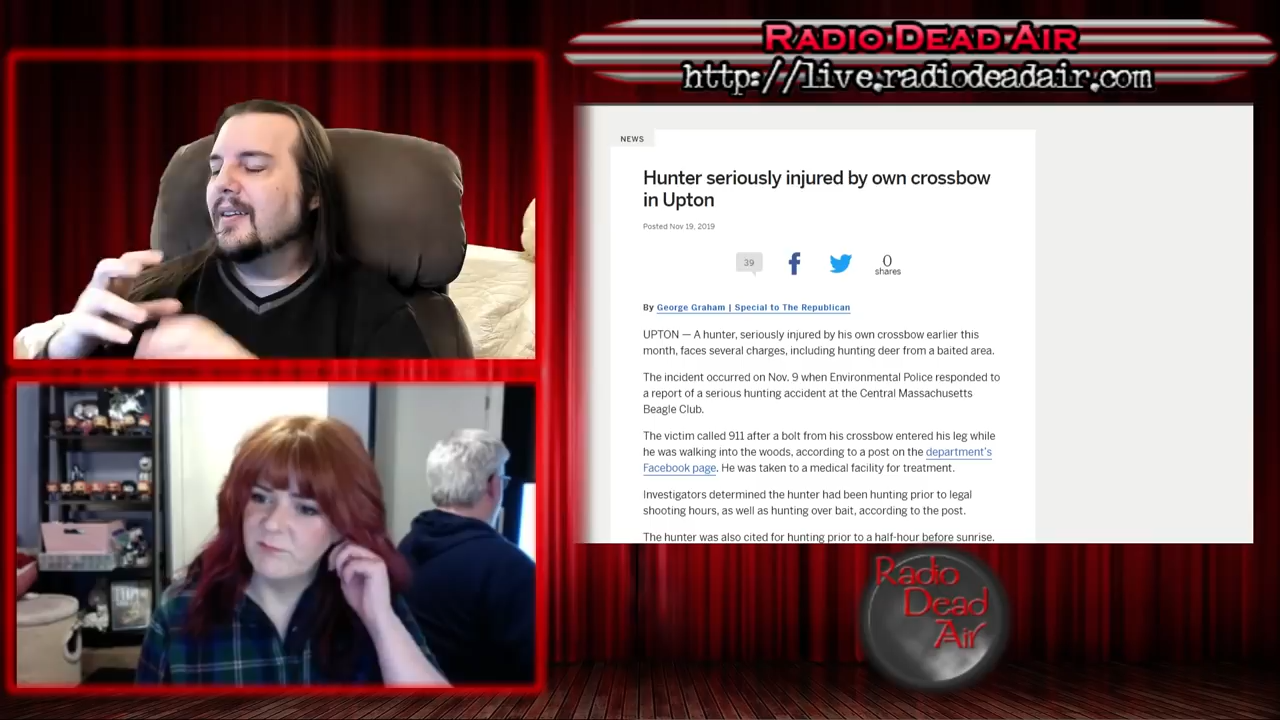 Radio Dead Air
http://live.radiodeadair.com
NEWS
Hunter seriously injured by own crossbow
in Upton
Posted Nov 19, 2019
39
0
shares
By George Graham | Special to The Republican
UPTON — A hunter, seriously injured by his own crossbow earlier this
month, faces several charges, including hunting deer from a baited area.
The incident occurred on Nov. 9 when Environmental Police responded to
a report of a serious hunting accident at the Central Massachusetts
Beagle Club.
The victim called 911 after a bolt from his crossbow entered his leg while
he was walking into the woods, according to a post on the department's
Facebook page. He was taken to a medical facility for treatment.
Investigators determined the hunter had been hunting prior to legal
shooting hours, as well as hunting over bait, according to the post.
The hunter was also cited for hunting prior to a half-hour before sunrise.
Radio
Dead
Air